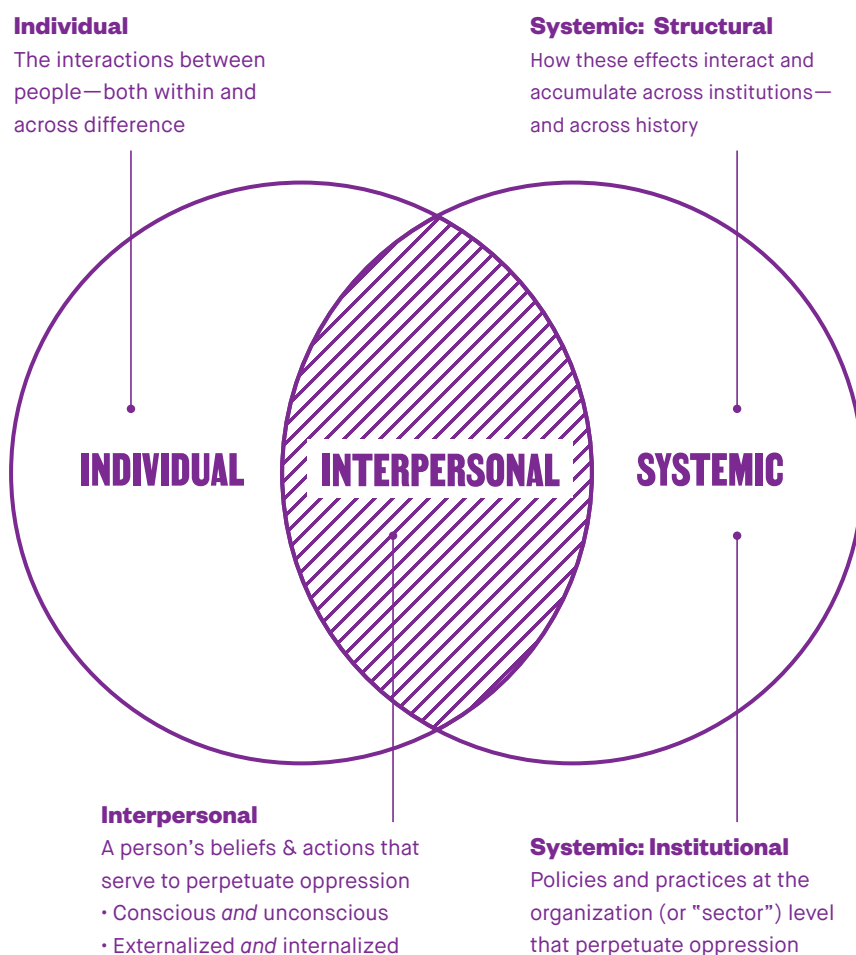 Individual
The interactions between
people—both within and
across difference
Systemic: Structural
How these effects interact and
accumulate across institutions—
and across history
INDIVIDUAL
INTERPERSONAL
SYSTEMIC
Interpersonal
A person’s beliefs & actions that
serve to perpetuate oppression
• Conscious and unconscious
• Externalized and internalized
Systemic: Institutional
Policies and practices at the
organization (or “sector”) level
that perpetuate oppression